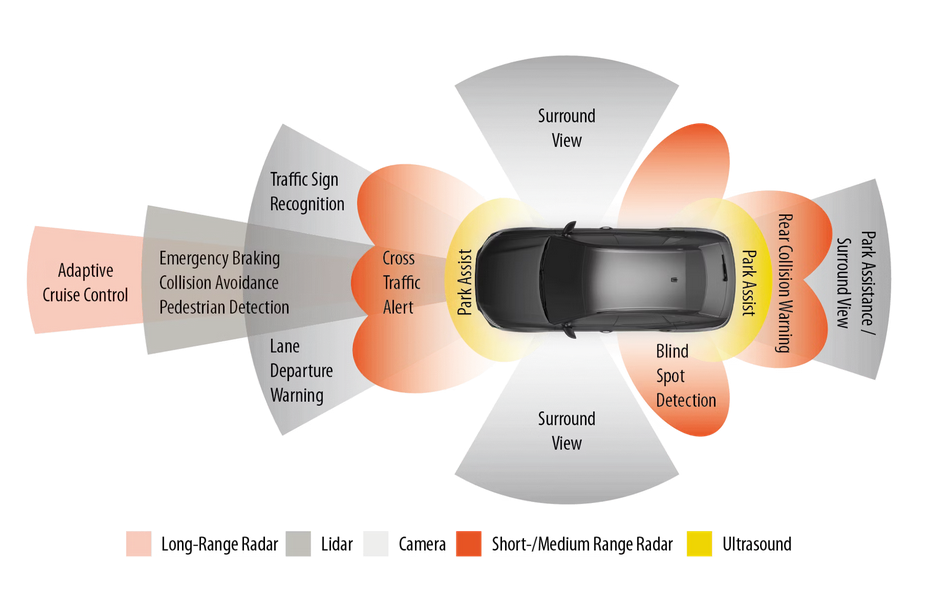 Surround
View
Traffic Sign
Recognition
Adaptive
Cruise Control
Emergency Braking
Collision Avoidance
Pedestrian Detection
Cross
Traffic
Alert
Park Assist
Park Assist
Rear Collision Warning
Park Assistance /
Surround View
Lane
Departure
Warning
Blind
Spot
Detection
Surround
View
Long-Range Radar
Lidar
Camera
Short-/Medium Range Radar
Ultrasound